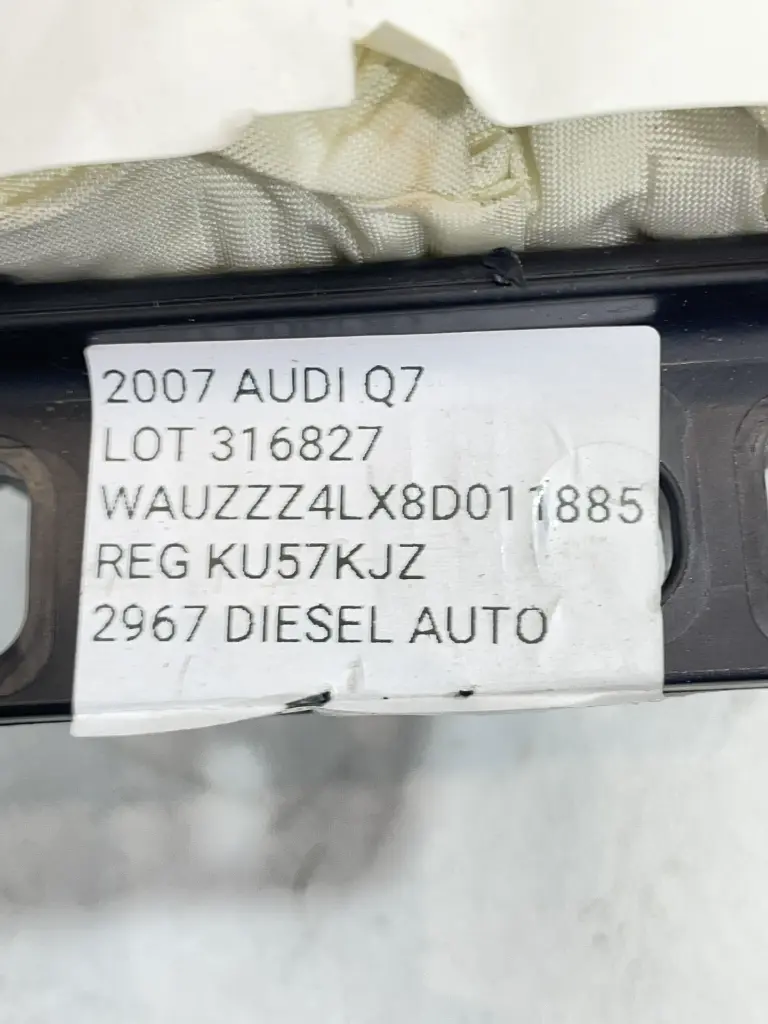 2007 AUDI Q7
LOT 316827
WAUZZZ4LX8D011885
REG KU57KJZ
2967 DIESEL AUTO